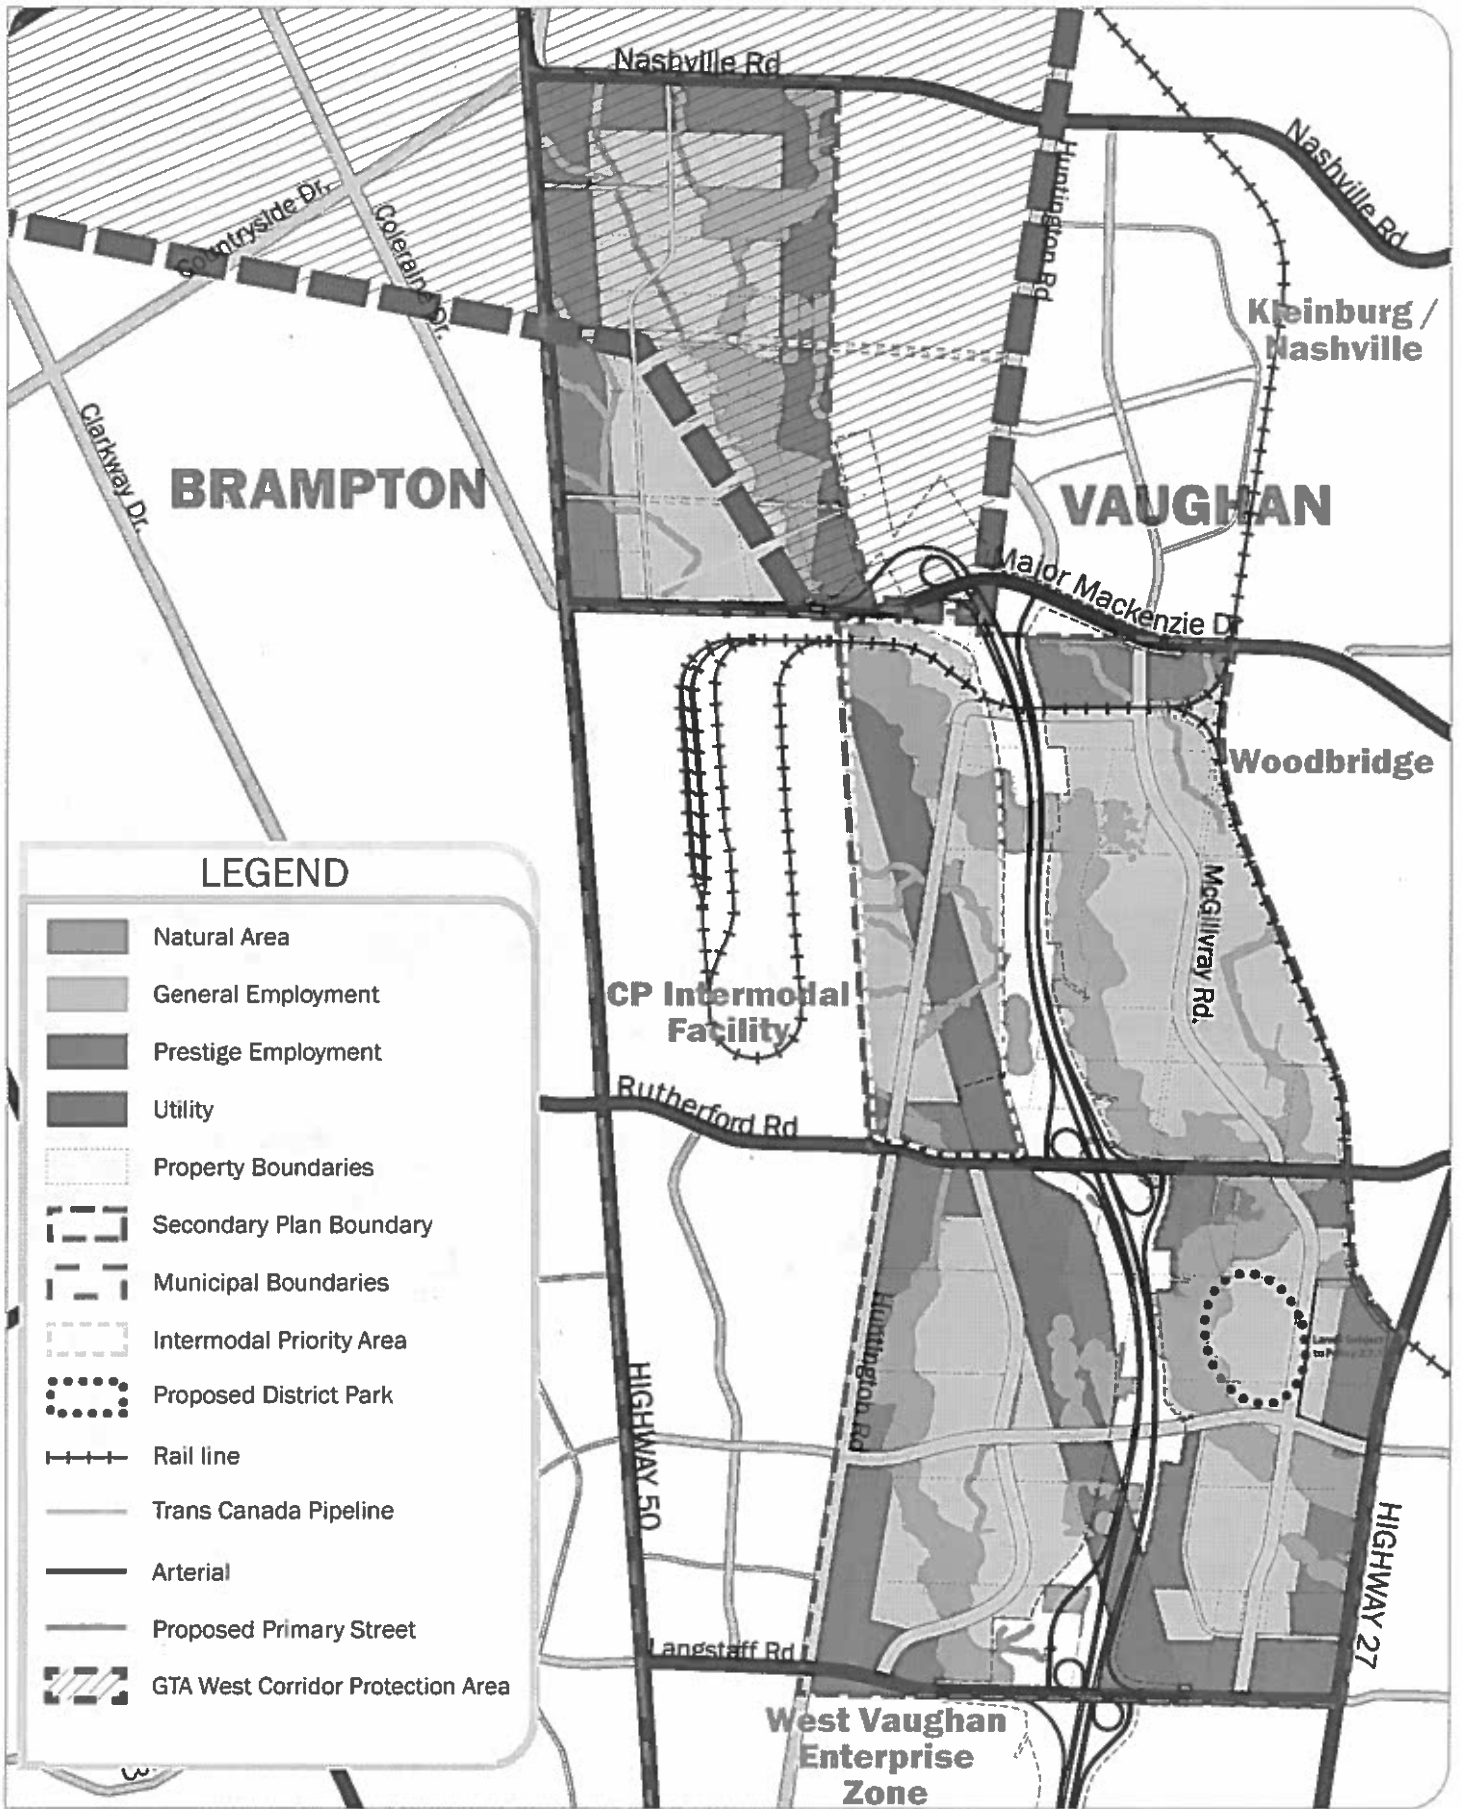 Nashville Rd
Nashville Rd
Huntington Rd
Countryside Dr.
Coleraine Dr.
Kleinburg /
Nashville
Clarkway Dr.
BRAMPTON
VAUGHAN
Major Mackenzie D
Woodbridge
McGillvray Rd.
CP Intermodal
Facility
Rutherford Rd
LEGEND
Natural Area
General Employment
Prestige Employment
Utility
Property Boundaries
Secondary Plan Boundary
Municipal Boundaries
Intermodal Priority Area
Proposed District Park
Rail line
Trans Canada Pipeline
Arterial
Proposed Primary Street
GTA West Corridor Protection Area
Huntington Rd
HIGHWAY 50
HIGHWAY 27
Langstaff Rd
West Vaughan
Enterprise
Zone